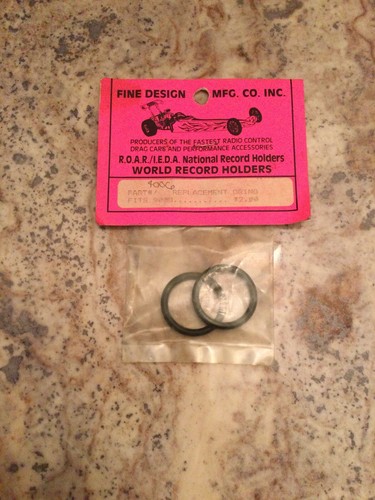 FINE DESIGN MFG. CO. INC.
PRODUCERS OF THE FASTEST RADIO CONTROL
DRAG CARS AND PERFORMANCE ACCESSORIES
R.O.A.R./I.E.D.A. National Record Holders
WORLD RECORD HOLDERS
PART# REPLACEMENT ORING
FITS